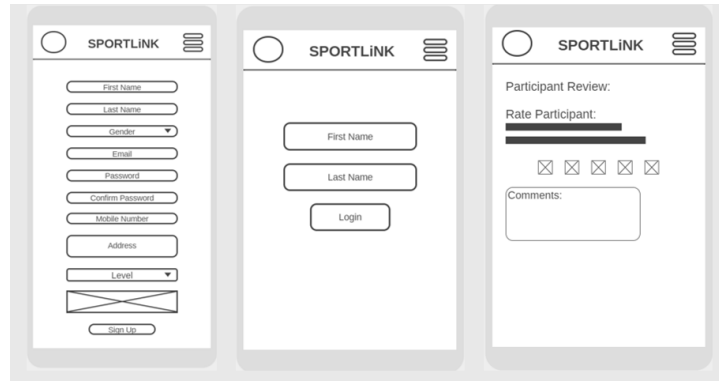 SPORTLiNK
First Name
Last Name
Gender
Email
Password
Confirm Password
Mobile Number
Address
Level
Sign Up
SPORTLiNK
First Name
Last Name
Login
SPORTLiNK
Participant Review:
Rate Participant:
Comments: